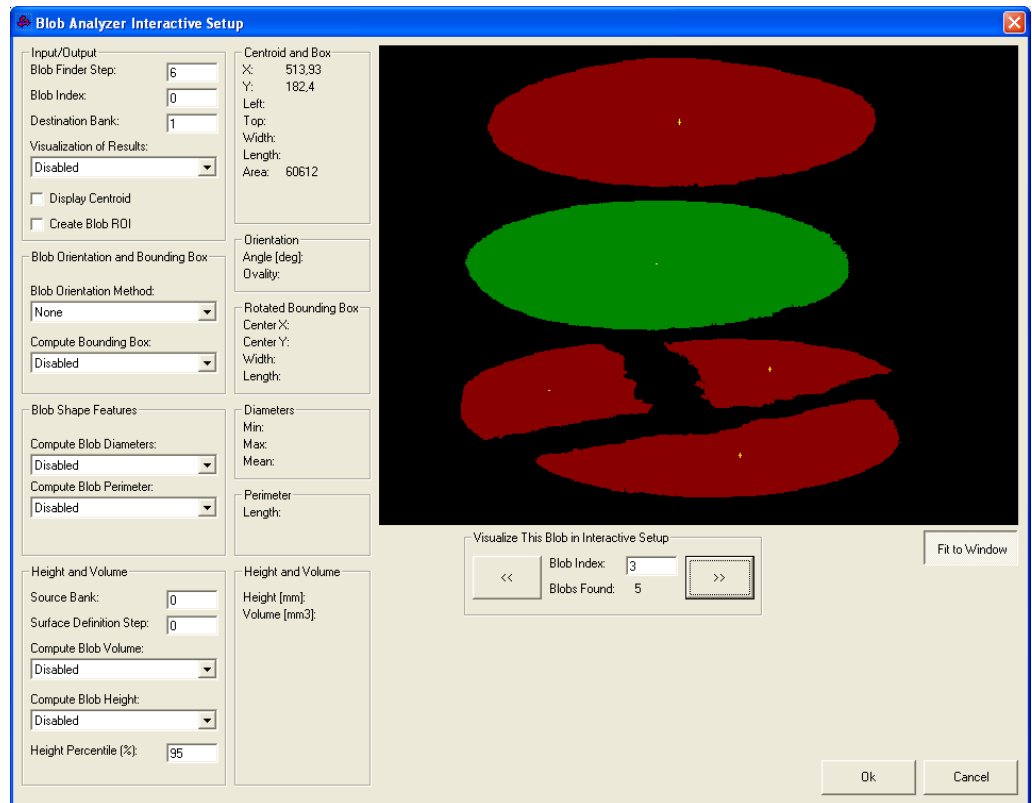 Blob Analyzer Interactive Setup
Input/Output
Blob Finder Step: 6
Blob Index: 0
Destination Bank: 1
Visualization of Results:
Disabled
Display Centroid
Create Blob ROI
Blob Orientation and Bounding Box
Blob Orientation Method:
None
Compute Bounding Box:
Disabled
Blob Shape Features
Compute Blob Diameters:
Disabled
Compute Blob Perimeter:
Disabled
Height and Volume
Source Bank: 0
Surface Definition Step: 0
Compute Blob Volume:
Disabled
Compute Blob Height:
Disabled
Height Percentile (%): 95
Centroid and Box
X: 513,93
Y: 182,4
Left:
Top:
Width:
Length:
Area: 60612
Orientation
Angle [deg]:
Ovality:
Rotated Bounding Box
Center X:
Center Y:
Width:
Length:
Diameters
Min:
Max:
Mean:
Perimeter
Length:
Height and Volume
Height [mm]:
Volume [mm3]:
Visualize This Blob in Interactive Setup
<<
Blob Index: 3
Blobs Found: 5
>>
Fit to Window
Ok
Cancel